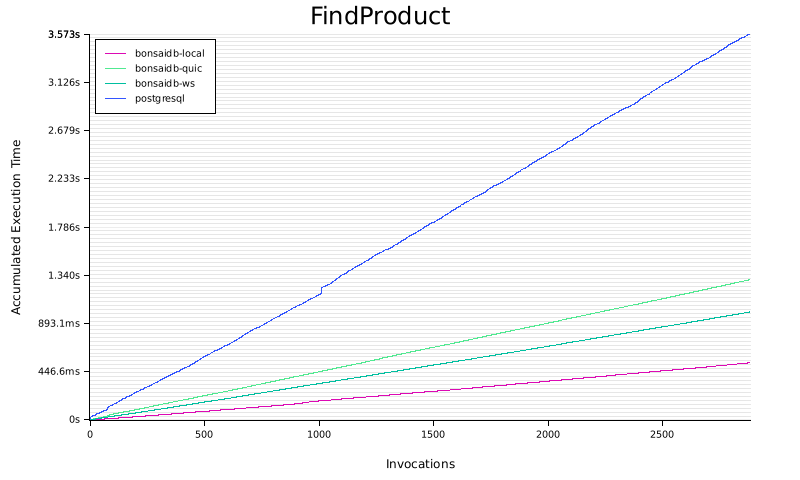 FindProduct
3.573s
bonsaidb-local
bonsaidb-quic
bonsaidb-ws
postgresql
3.126s
2.679s
2.233s
1.786s
1.340s
893.1ms
446.6ms
0s
Accumulated Execution Time
0 500 1000 1500 2000 2500
Invocations